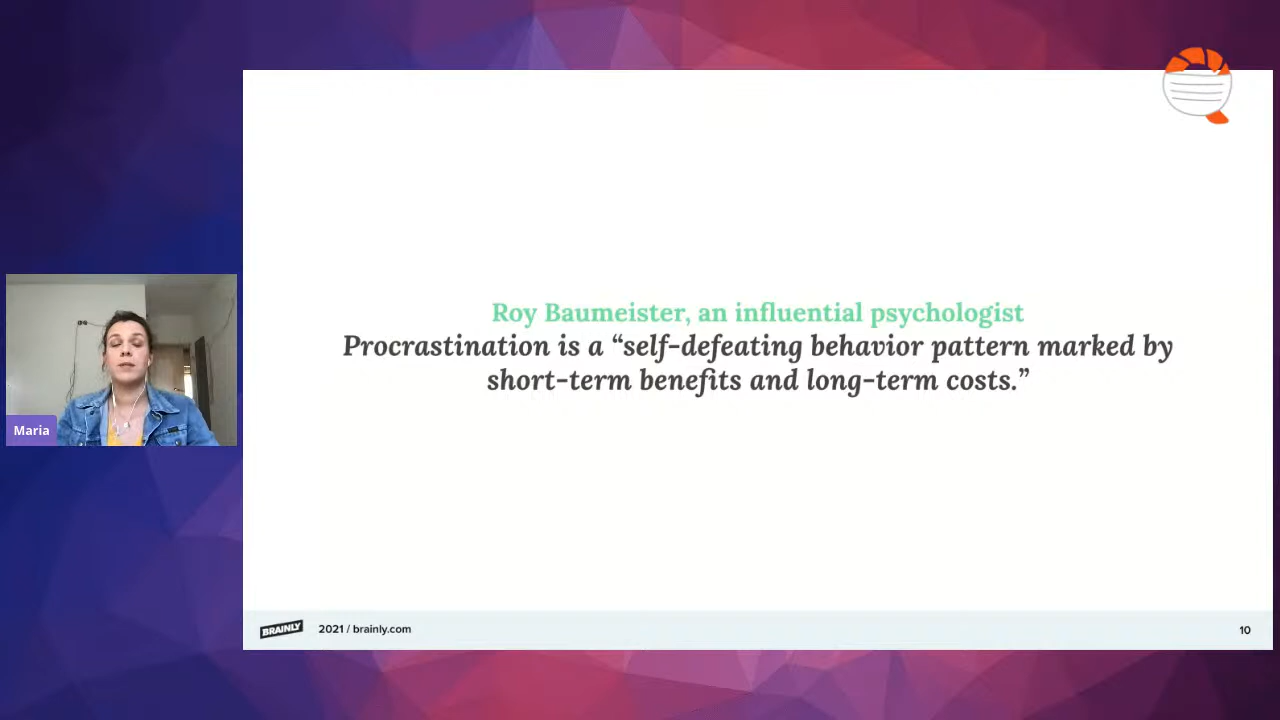 Roy Baumeister, an influential psychologist
Procrastination is a “self-defeating behavior pattern marked by
short-term benefits and long-term costs.”
Maria
BRAINLY
2021 / brainly.com
10